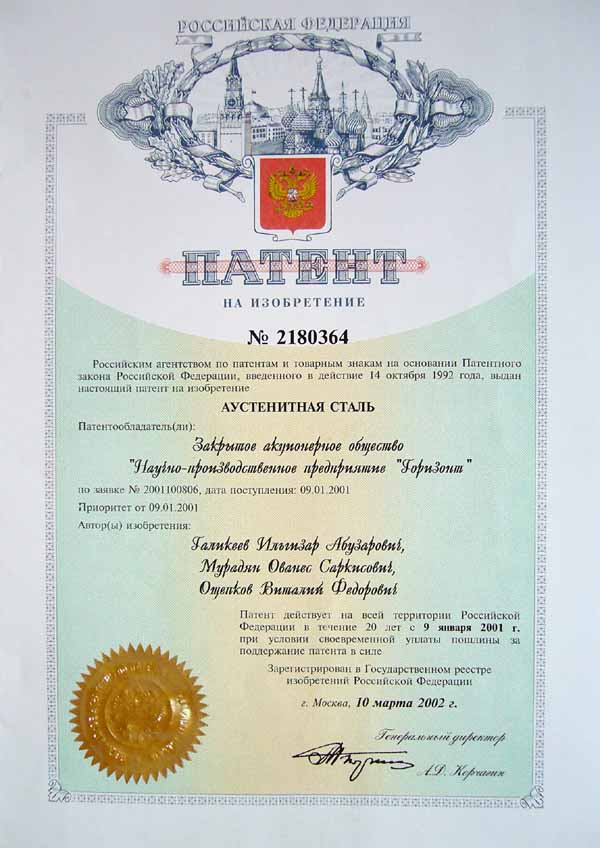 РОССИЙСКАЯ ФЕДЕРАЦИЯ
ПАТЕНТ
НА ИЗОБРЕТЕНИЕ
№ 2180364
Российским агентством по патентам и товарным знакам на основании Патентного
закона Российской Федерации, введенного в действие 14 октября 1992 года, выдан
настоящий патент на изобретение
АУСТЕНИТНАЯ СТАЛЬ
Патентообладатель(ли):
Закрытое акционерное общество
"Научно-производственное предприятие "Горизонт"
по заявке № 2001100806, дата поступления: 09.01.2001
Приоритет от 09.01.2001
Автор(ы) изобретения:
Галикеев Ильгизар Абузарович,
Мурадян Ованес Саркисович,
Ощепков Виталий Федорович
Патент действует на всей территории Российской
Федерации в течение 20 лет с 9 января 2001 г.
при условии своевременной уплаты пошлины за
поддержание патента в силе
Зарегистрирован в Государственном реестре
изобретений Российской Федерации
г. Москва, 10 марта 2002 г.
Генеральный директор
А.Д. Корчагин